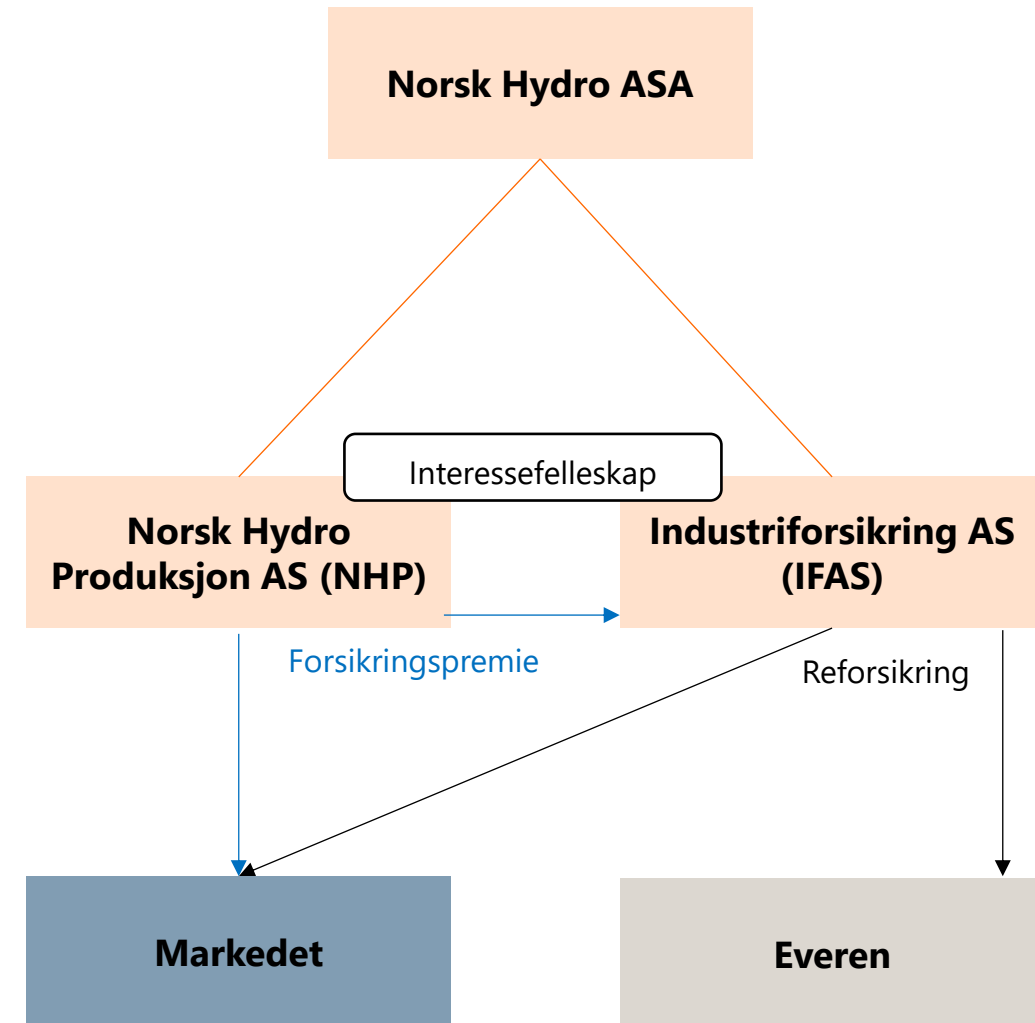 Norsk Hydro ASA
Interessefelleskap
Norsk Hydro
Produksjon AS (NHP)
Industriforsikring AS
(IFAS)
Forsikringspremie
Reforsikring
Markedet
Everen